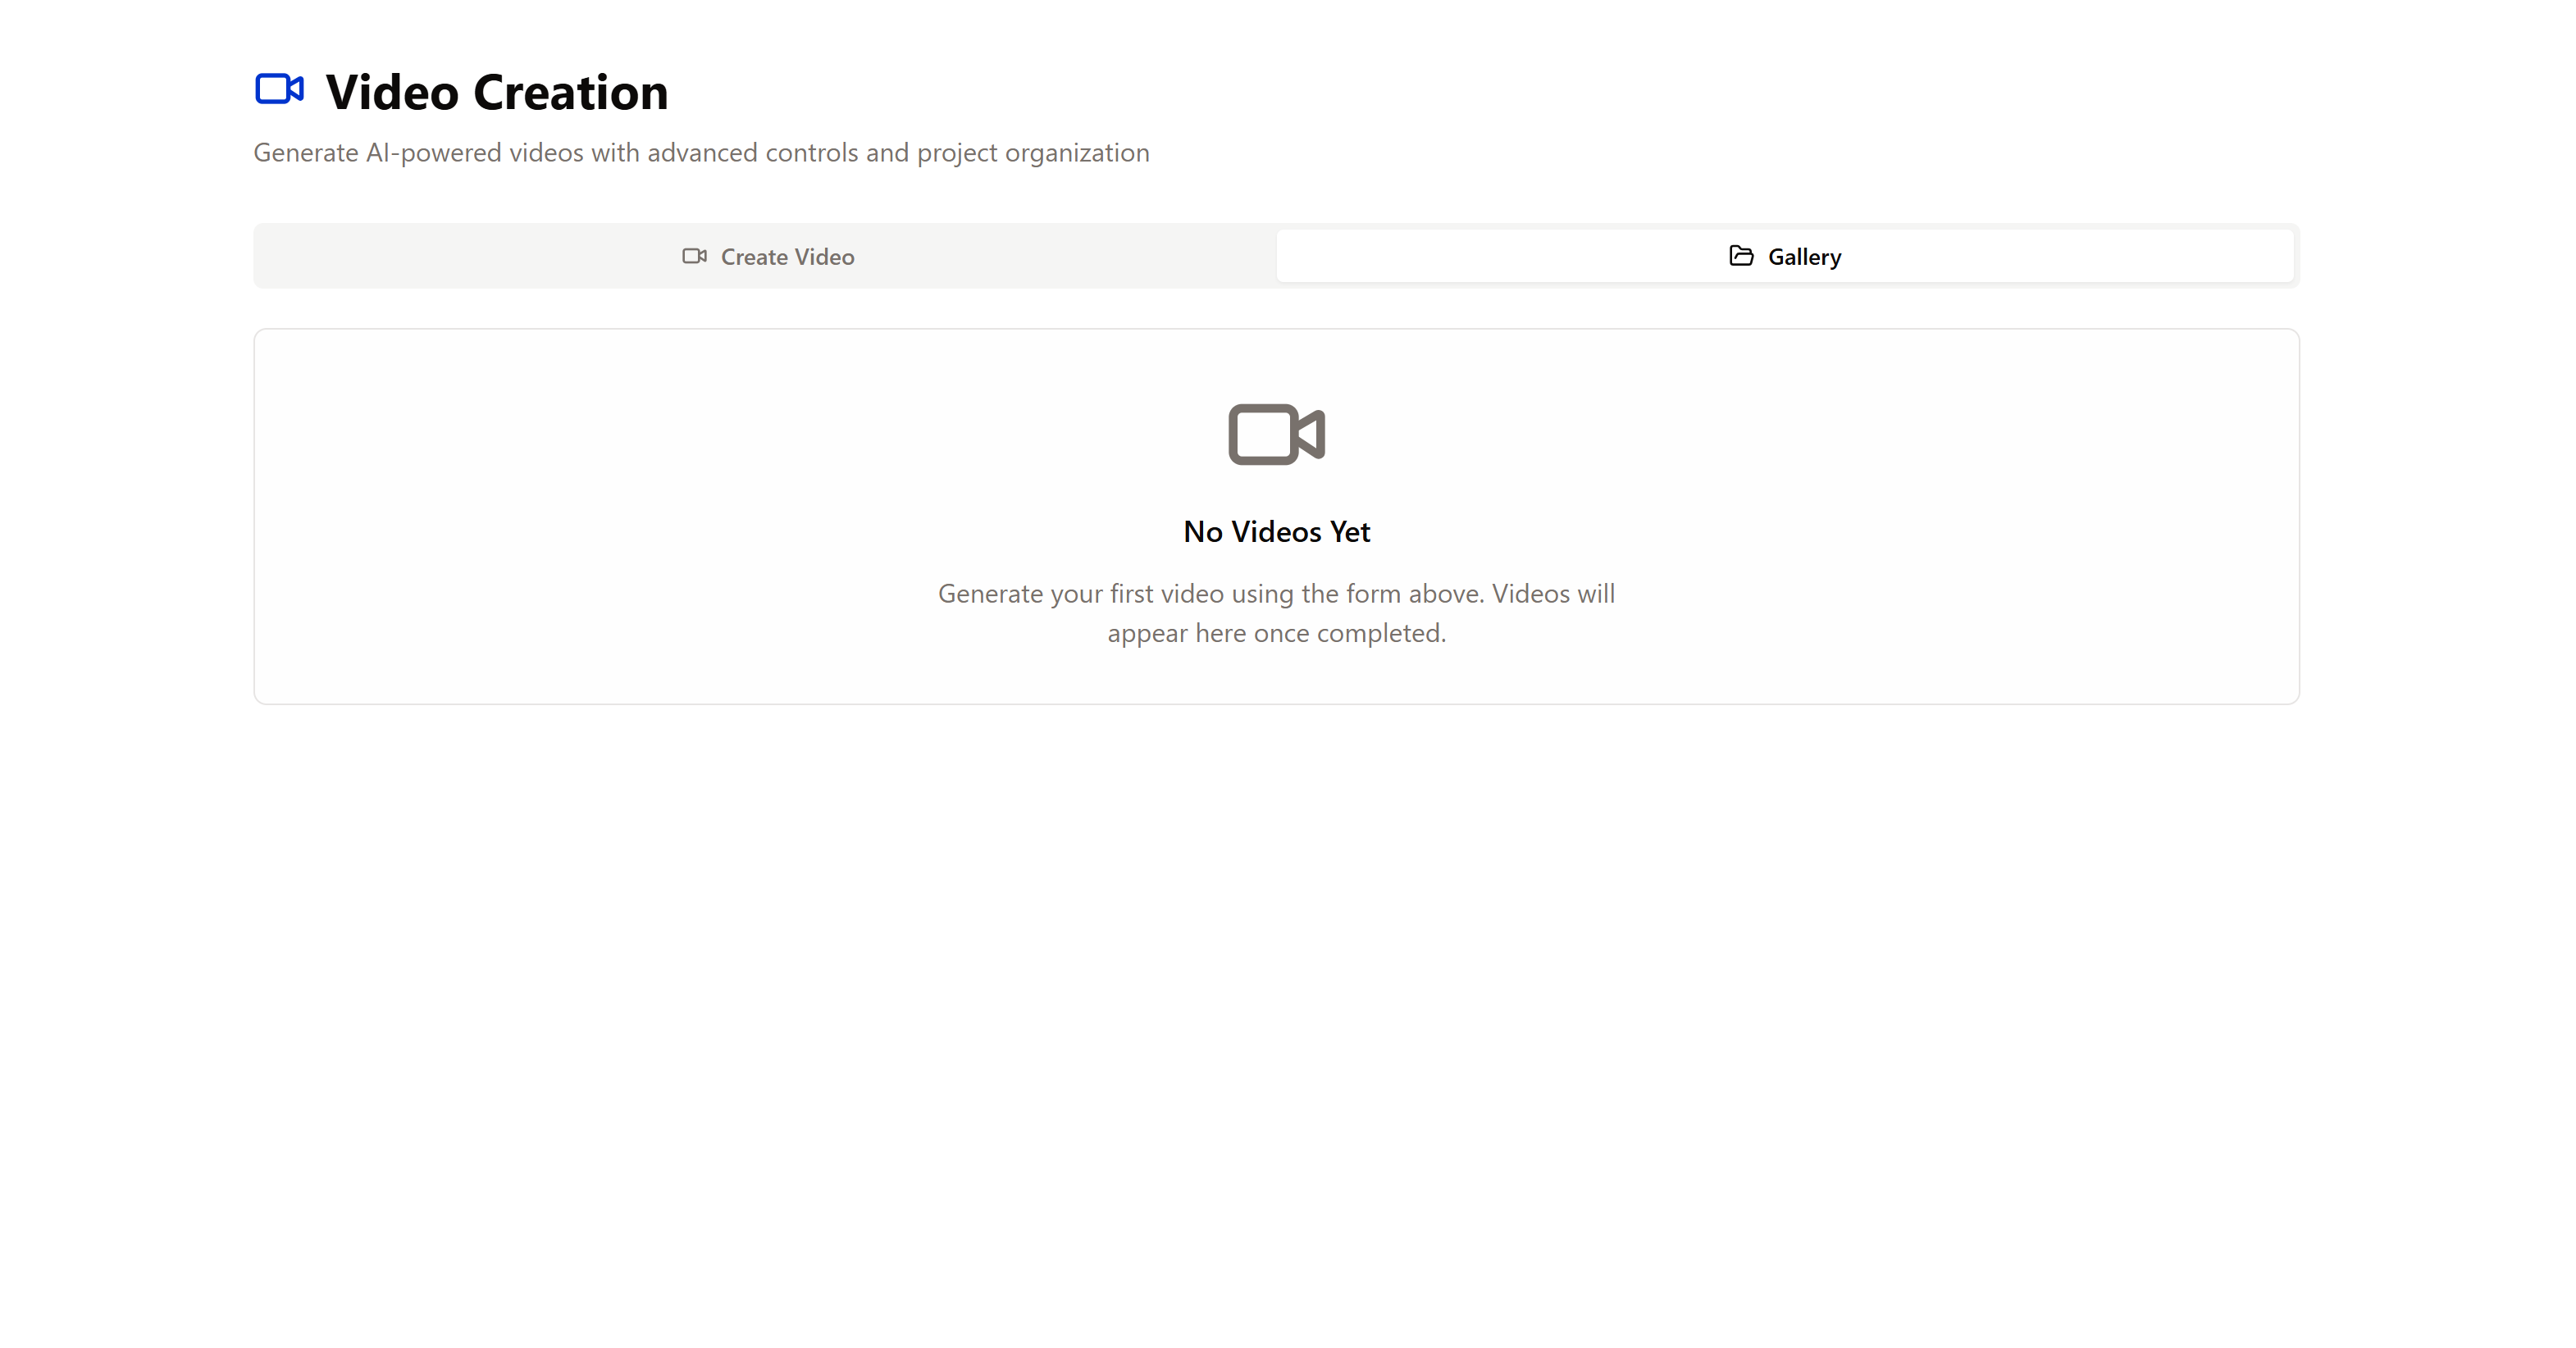 Video Creation
Generate AI-powered videos with advanced controls and project organization
Create Video
Gallery
No Videos Yet
Generate your first video using the form above. Videos will
appear here once completed.